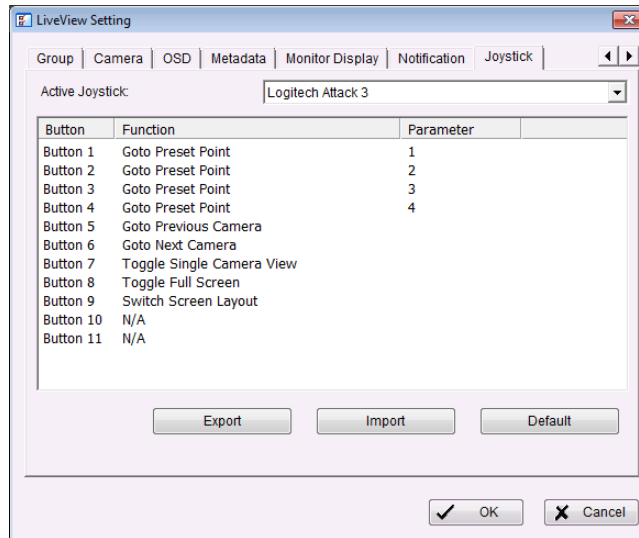 LiveView Setting
Group Camera OSD Metadata Monitor Display Notification Joystick
Active Joystick: Logitech Attack 3
Button Function Parameter
Button 1 Goto Preset Point 1
Button 2 Goto Preset Point 2
Button 3 Goto Preset Point 3
Button 4 Goto Preset Point 4
Button 5 Goto Previous Camera
Button 6 Goto Next Camera
Button 7 Toggle Single Camera View
Button 8 Toggle Full Screen
Button 9 Switch Screen Layout
Button 10 N/A
Button 11 N/A
Export Import Default
OK Cancel